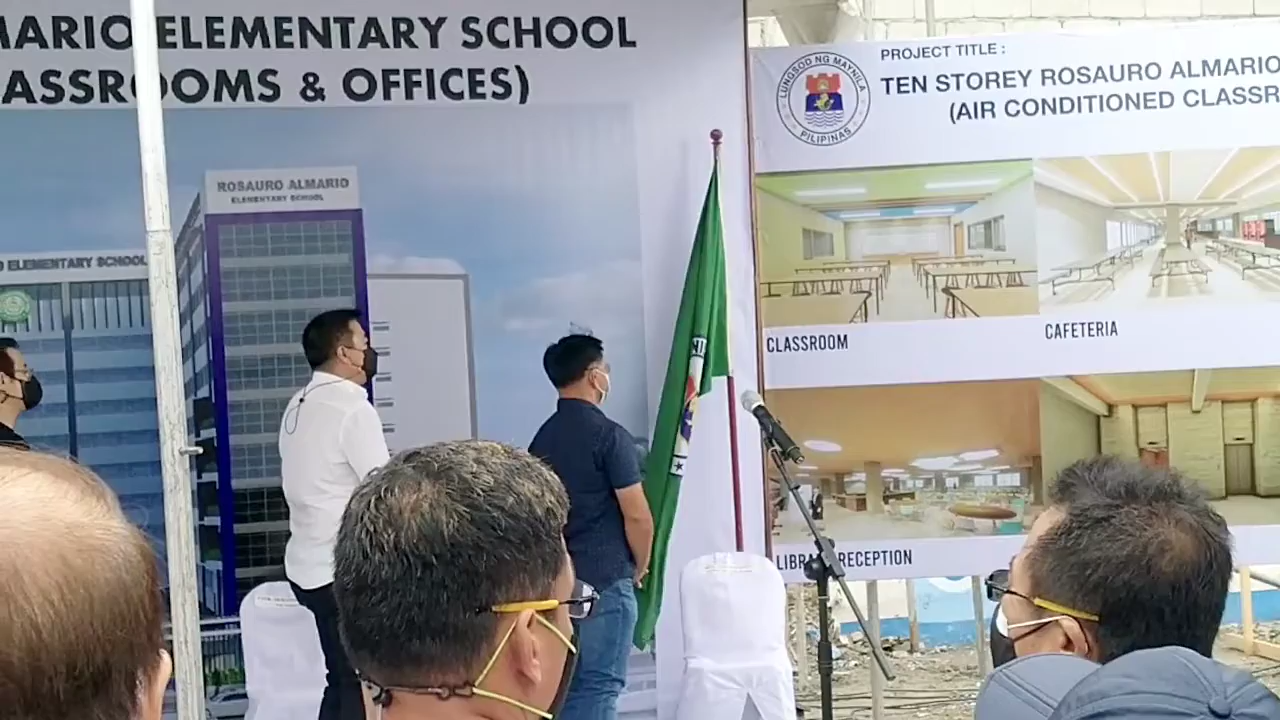 MARIO ELEMENTARY SCHOOL
ASSROOMS & OFFICES)
ROSAURO ALMARIO
ELEMENTARY SCHOOL
O ELEMENTARY SCHOOL
LUNGSOD NG MAYNILA
PILIPINAS
PROJECT TITLE :
TEN STOREY ROSAURO ALMARIO
(AIR CONDITIONED CLASSR
CLASSROOM
CAFETERIA
RECEPTION